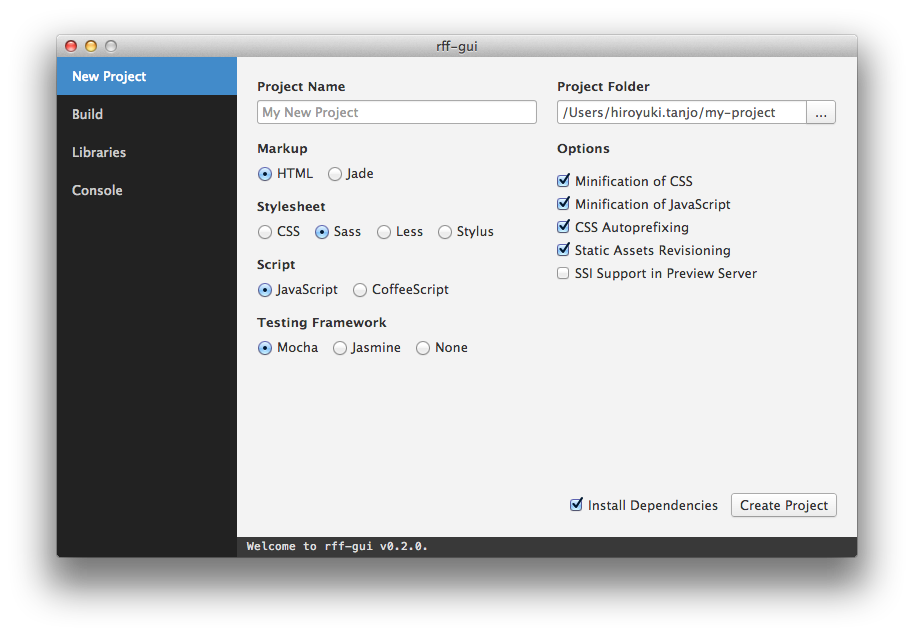 rff-gui
New Project
Build
Libraries
Console
Project Name
My New Project
Markup
HTML Jade
Stylesheet
CSS Sass Less Stylus
Script
JavaScript CoffeeScript
Testing Framework
Mocha Jasmine None
Project Folder
/Users/hiroyuki.tanjo/my-project ...
Options
Minification of CSS
Minification of JavaScript
CSS Autoprefixing
Static Assets Revisioning
SSI Support in Preview Server
Install Dependencies Create Project
Welcome to rff-gui v0.2.0.